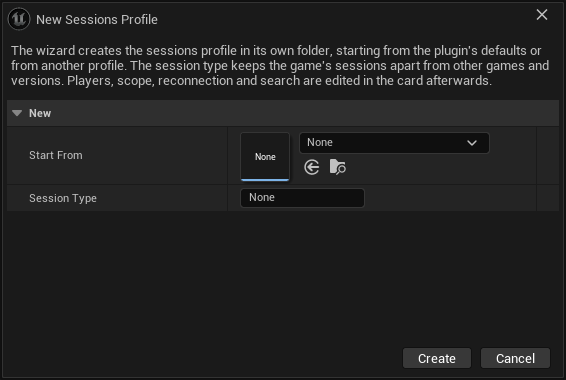 New Sessions Profile
The wizard creates the sessions profile in its own folder, starting from the plugin's defaults or
from another profile. The session type keeps the game's sessions apart from other games and
versions. Players, scope, reconnection and search are edited in the card afterwards.
New
Start From
None
None
Session Type
None
Create
Cancel